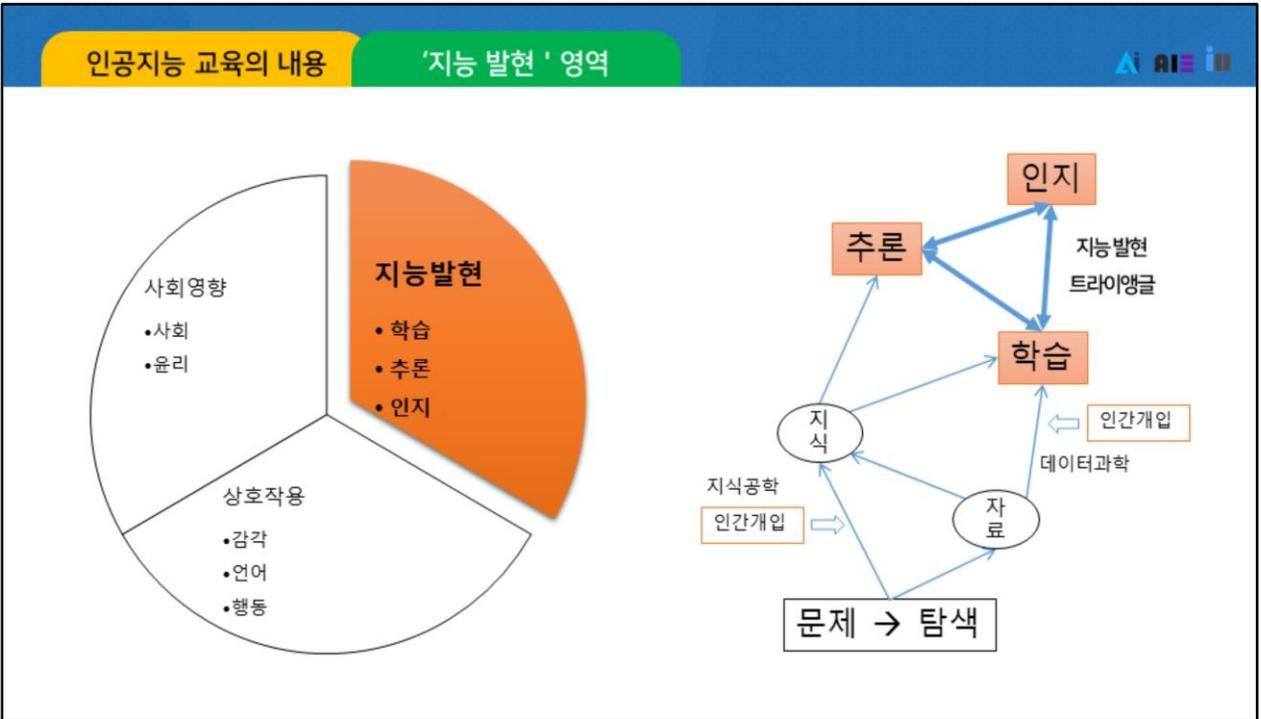 인공지능 교육의 내용
'지능 발현 ' 영역
Ai AIE
사회영향
•사회
•윤리
지능발현
• 학습
• 추론
• 인지
상호작용
•감각
•언어
•행동
인지
추론
지능발현
트라이앵글
학습
지
식
인간개입
데이터과학
지식공학
인간개입
자
료
문제 → 탐색